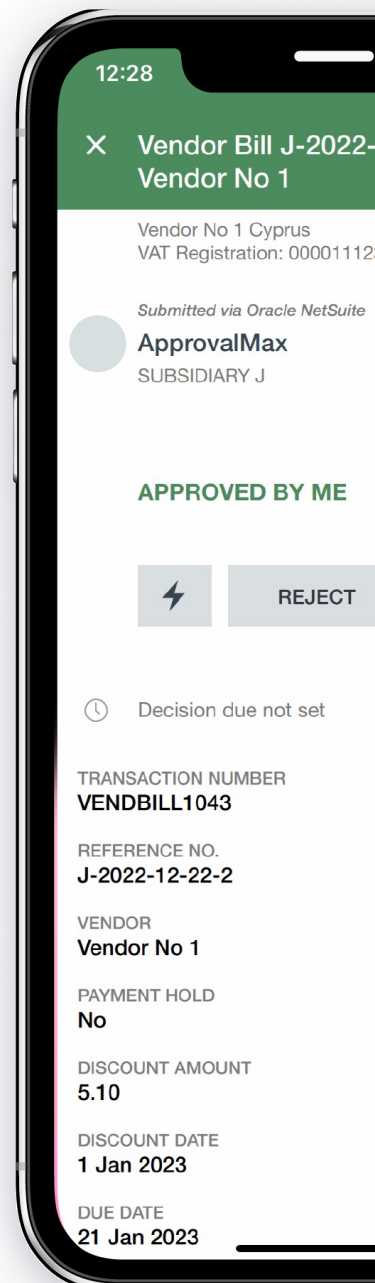 12:28
Vendor Bill J-2022-
Vendor No 1
Vendor No 1 Cyprus
VAT Registration: 00001112
Submitted via Oracle NetSuite
ApprovalMax
SUBSIDIARY J
APPROVED BY ME
REJECT
Decision due not set
TRANSACTION NUMBER
VENDBILL1043
REFERENCE NO.
J-2022-12-22-2
VENDOR
Vendor No 1
PAYMENT HOLD
No
DISCOUNT AMOUNT
5.10
DISCOUNT DATE
1 Jan 2023
DUE DATE
21 Jan 2023